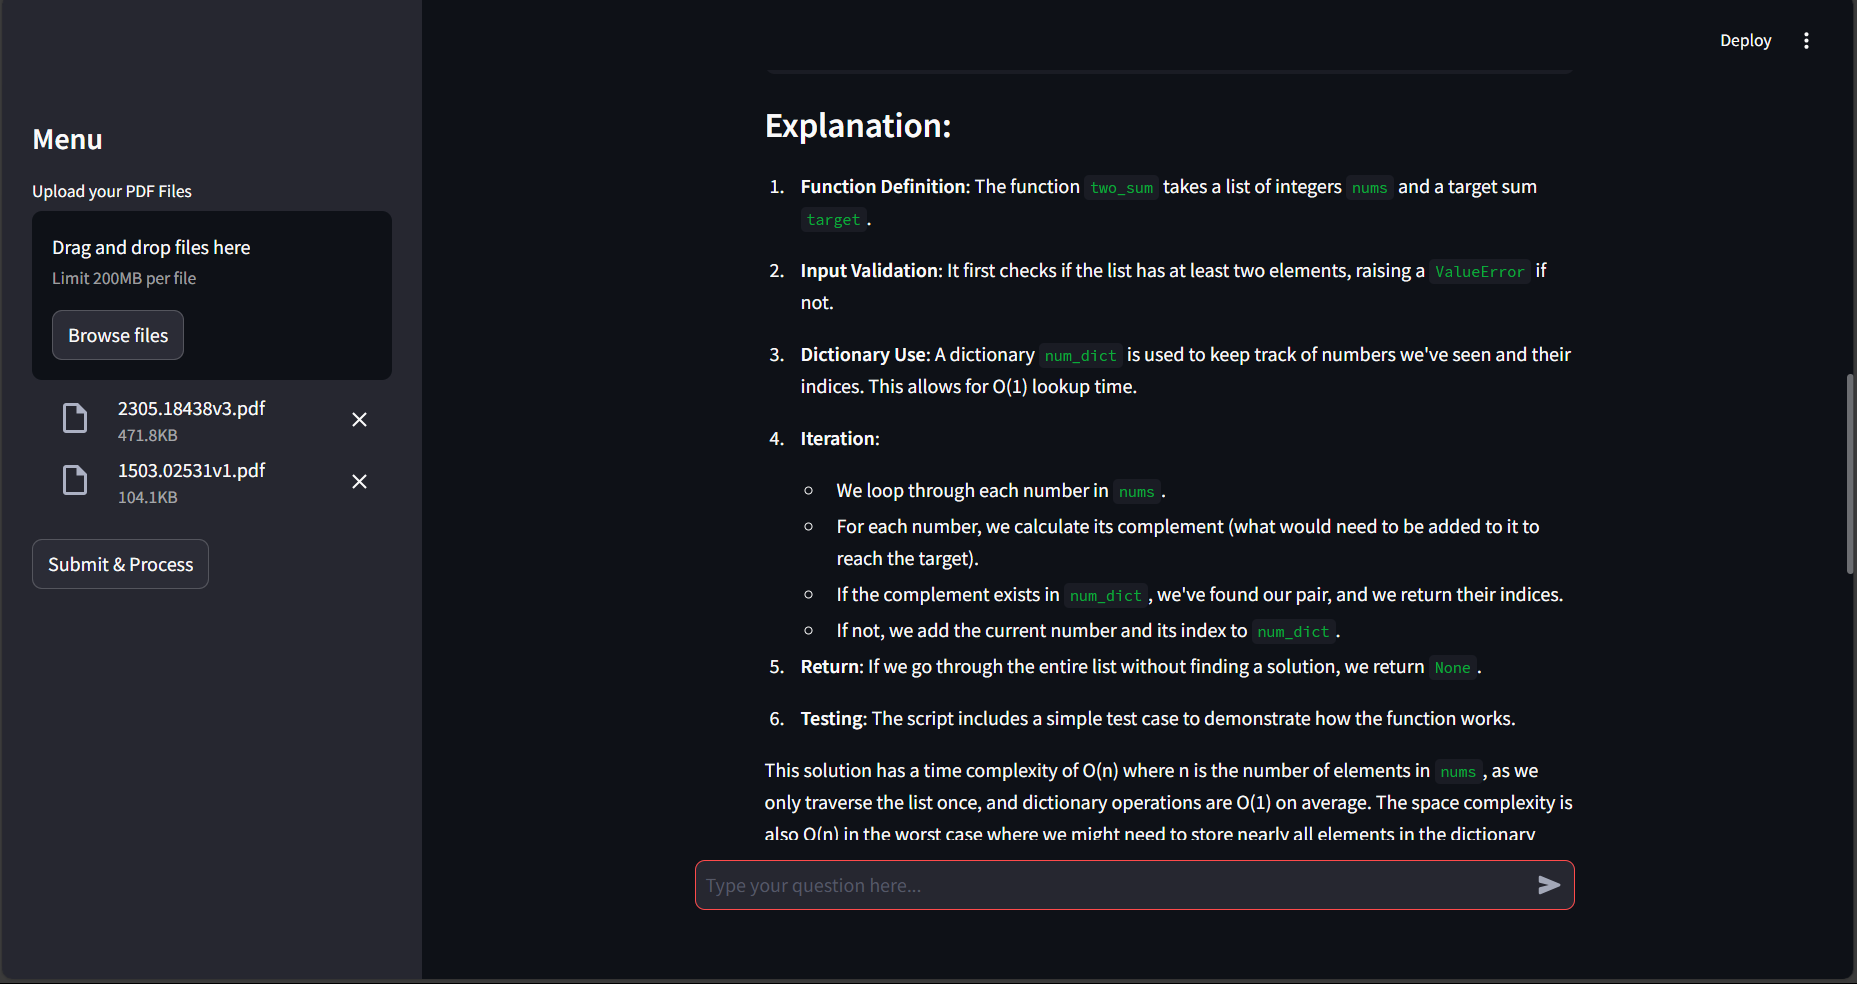 Deploy
Menu
Upload your PDF Files
Drag and drop files here
Limit 200MB per file
Browse files
2305.18438v3.pdf
471.8KB
1503.02531v1.pdf
104.1KB
Submit & Process
Explanation:
1. Function Definition: The function two_sum takes a list of integers nums and a target sum
target.
2. Input Validation: It first checks if the list has at least two elements, raising a ValueError if
not.
3. Dictionary Use: A dictionary num_dict is used to keep track of numbers we've seen and their
indices. This allows for O(1) lookup time.
4. Iteration:
○ We loop through each number in nums.
○ For each number, we calculate its complement (what would need to be added to it to
reach the target).
○ If the complement exists in num_dict, we've found our pair, and we return their indices.
○ If not, we add the current number and its index to num_dict.
5. Return: If we go through the entire list without finding a solution, we return None.
6. Testing: The script includes a simple test case to demonstrate how the function works.
This solution has a time complexity of O(n) where n is the number of elements in nums, as we
only traverse the list once, and dictionary operations are O(1) on average. The space complexity is
also O(n) in the worst case where we might need to store nearly all elements in the dictionary
Type your question here...